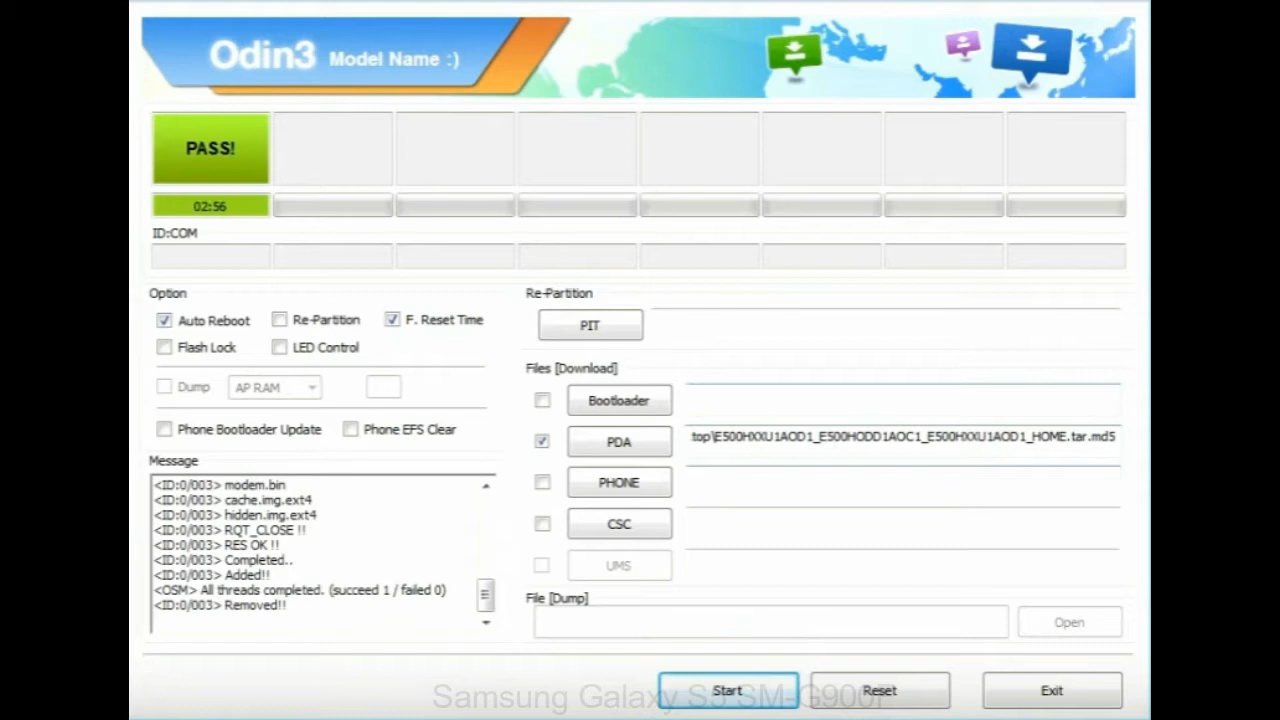 Odin3 Model Name :)
PASS!
02:56
ID:COM
Option
Auto Reboot Re-Partition F. Reset Time
Flash Lock LED Control
Dump AP RAM
Phone Bootloader Update Phone EFS Clear
Message
<ID:0/003> modem.bin
<ID:0/003> cache.img.ext4
<ID:0/003> hidden.img.ext4
<ID:0/003> RQT_CLOSE !!
<ID:0/003> RES OK !!
<ID:0/003> Completed..
<ID:0/003> Added!!
<OSM> All threads completed. (succeed 1 / failed 0)
<ID:0/003> Removed!!
Re-Partition
PIT
Files [Download]
Bootloader
PDA top\E500HXXU1AOD1_E500HODD1AOC1_E500HXXU1AOD1_HOME.tar.md5
PHONE
CSC
UMS
File [Dump]
Open
Start Reset Exit
Samsung Galaxy S5 SM-G900F